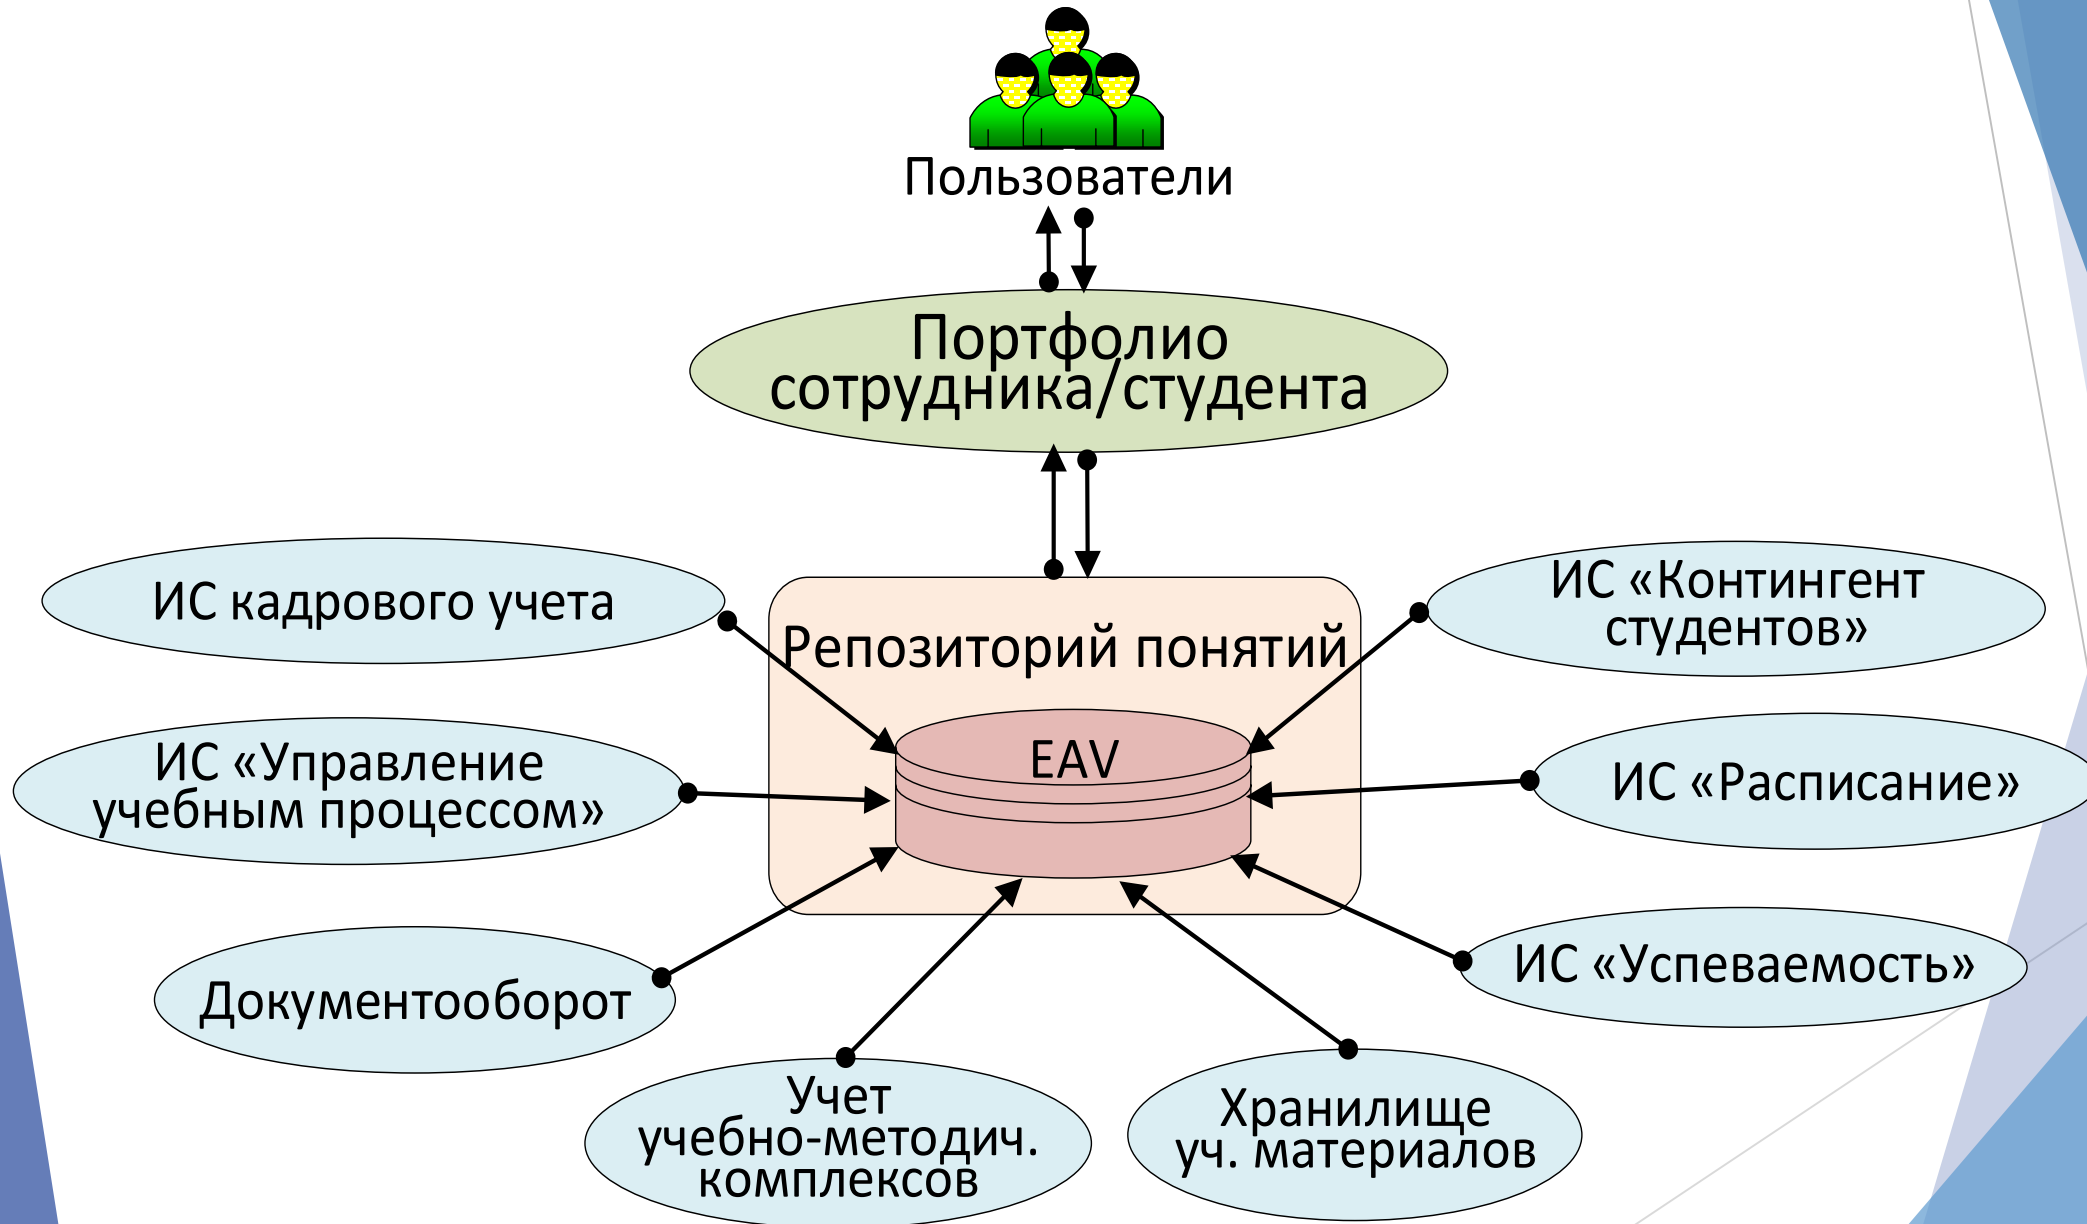 Пользователи
Портфолио
сотрудника/студента
ИС кадрового учета
Репозиторий понятий
ИС «Контингент
студентов»
ИС «Управление
учебным процессом»
EAV
ИС «Расписание»
Документооборот
ИС «Успеваемость»
Учет
учебно-методич.
комплексов
Хранилище
уч. материалов